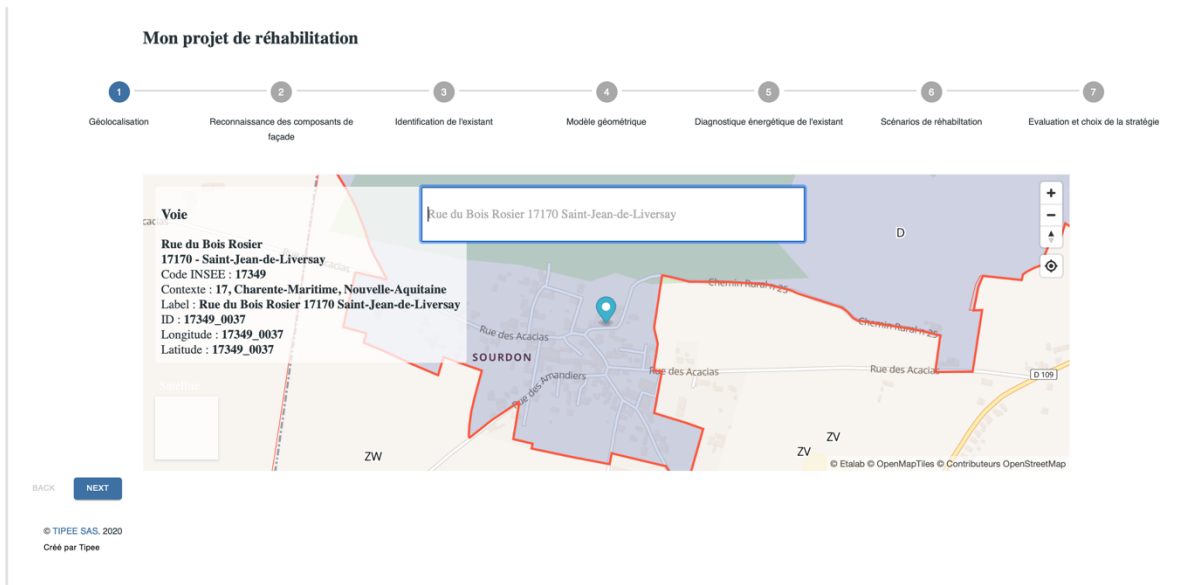 Mon projet de réhabilitation
1
2
3
4
5
6
7
Géolocalisation
Reconnaissance des composants de
façade
Identification de l'existant
Modèle géométrique
Diagnostique énergétique de l'existant
Scénarios de réhabiltation
Evaluation et choix de la stratégie
Voie
Rue du Bois Rosier
17170 - Saint-Jean-de-Liversay
Code INSEE : 17349
Contexte : 17, Charente-Maritime, Nouvelle-Aquitaine
Label : Rue du Bois Rosier 17170 Saint-Jean-de-Liversay
ID : 17349_0037
Longitude : 17349_0037
Latitude : 17349_0037
Rue du Bois Rosier 17170 Saint-Jean-de-Liversay
D
Chemin Rural n 25
Chemin Rural n 25
Rue des Acacias
SOURDON
Rue des Amandiers
Rue des Acacias
Rue des Acacias
D 109
Satellite
ZW
ZV
ZV
© Etalab © OpenMapTiles © Contributeurs OpenStreetMap
BACK
NEXT
© TIPEE SAS. 2020
Créé par Tipee